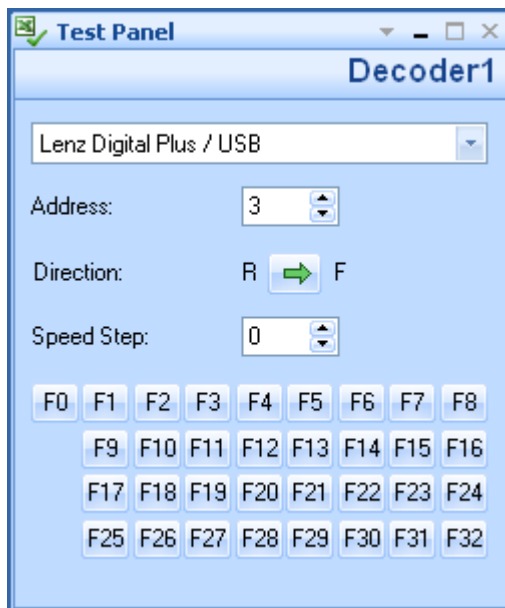 Test Panel
Decoder1
Lenz Digital Plus / USB
Address: 3
Direction: R F
Speed Step: 0
F0 F1 F2 F3 F4 F5 F6 F7 F8
F9 F10 F11 F12 F13 F14 F15 F16
F17 F18 F19 F20 F21 F22 F23 F24
F25 F26 F27 F28 F29 F30 F31 F32